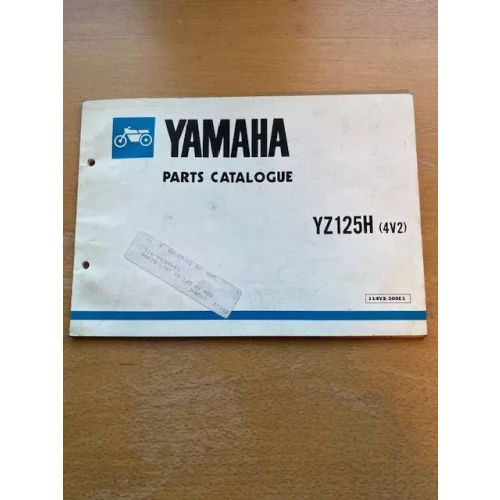 YAMAHA
PARTS CATALOGUE
YZ125H (4V2)
114V2-300E1